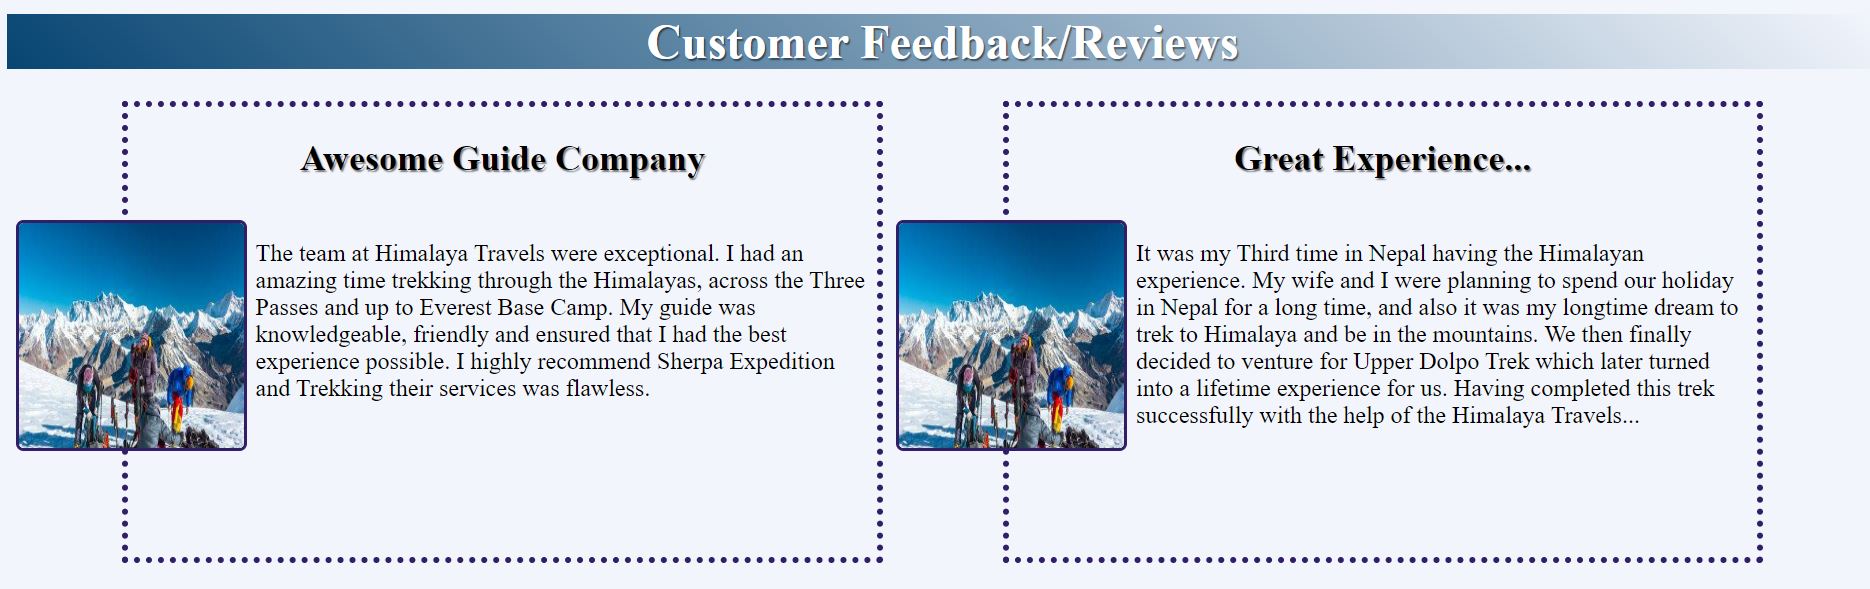 Customer Feedback/Reviews
Awesome Guide Company
The team at Himalaya Travels were exceptional. I had an
amazing time trekking through the Himalayas, across the Three
Passes and up to Everest Base Camp. My guide was
knowledgeable, friendly and ensured that I had the best
experience possible. I highly recommend Sherpa Expedition
and Trekking their services was flawless.
Great Experience...
It was my Third time in Nepal having the Himalayan
experience. My wife and I were planning to spend our holiday
in Nepal for a long time, and also it was my longtime dream to
trek to Himalaya and be in the mountains. We then finally
decided to venture for Upper Dolpo Trek which later turned
into a lifetime experience for us. Having completed this trek
successfully with the help of the Himalaya Travels...